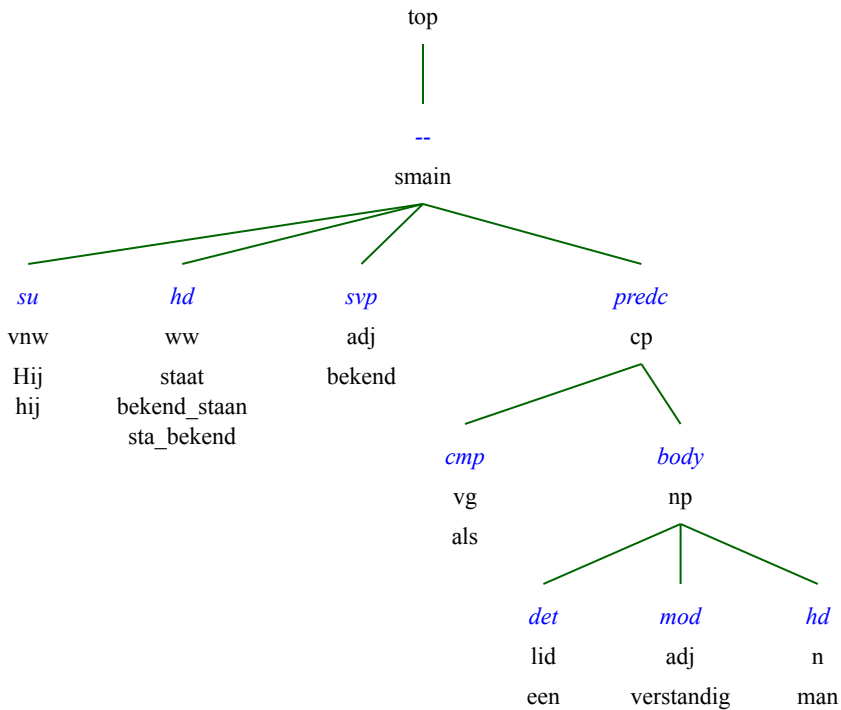 top
--
smain
su hd svp predc
vnw ww adj cp
Hij staat bekend
hij bekend_staan
sta_bekend
cmp body
vg np
als
det mod hd
lid adj n
een verstandig man